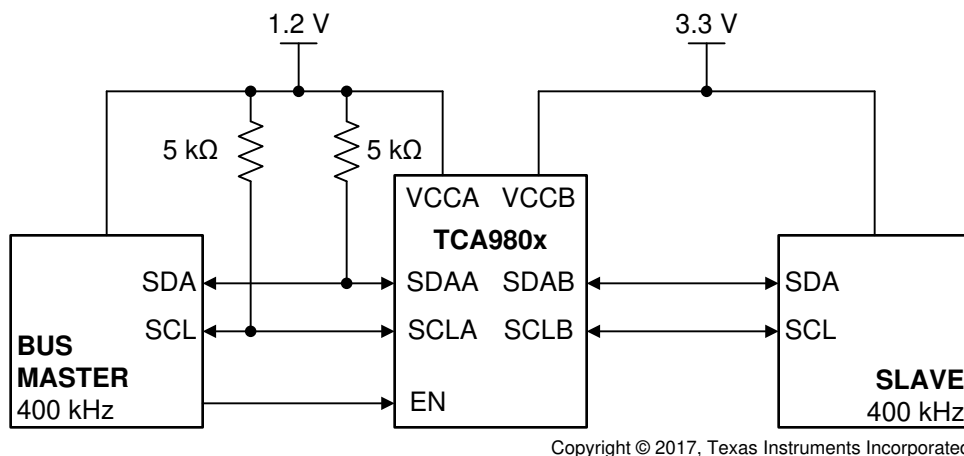 1.2 V
3.3 V
5 kΩ
5 kΩ
VCCA VCCB
TCA980x
SDA
SDAA SDAB
SDA
SCL
SCLA SCLB
SCL
BUS
MASTER
400 kHz
EN
SLAVE
400 kHz
Copyright © 2017, Texas Instruments Incorporated